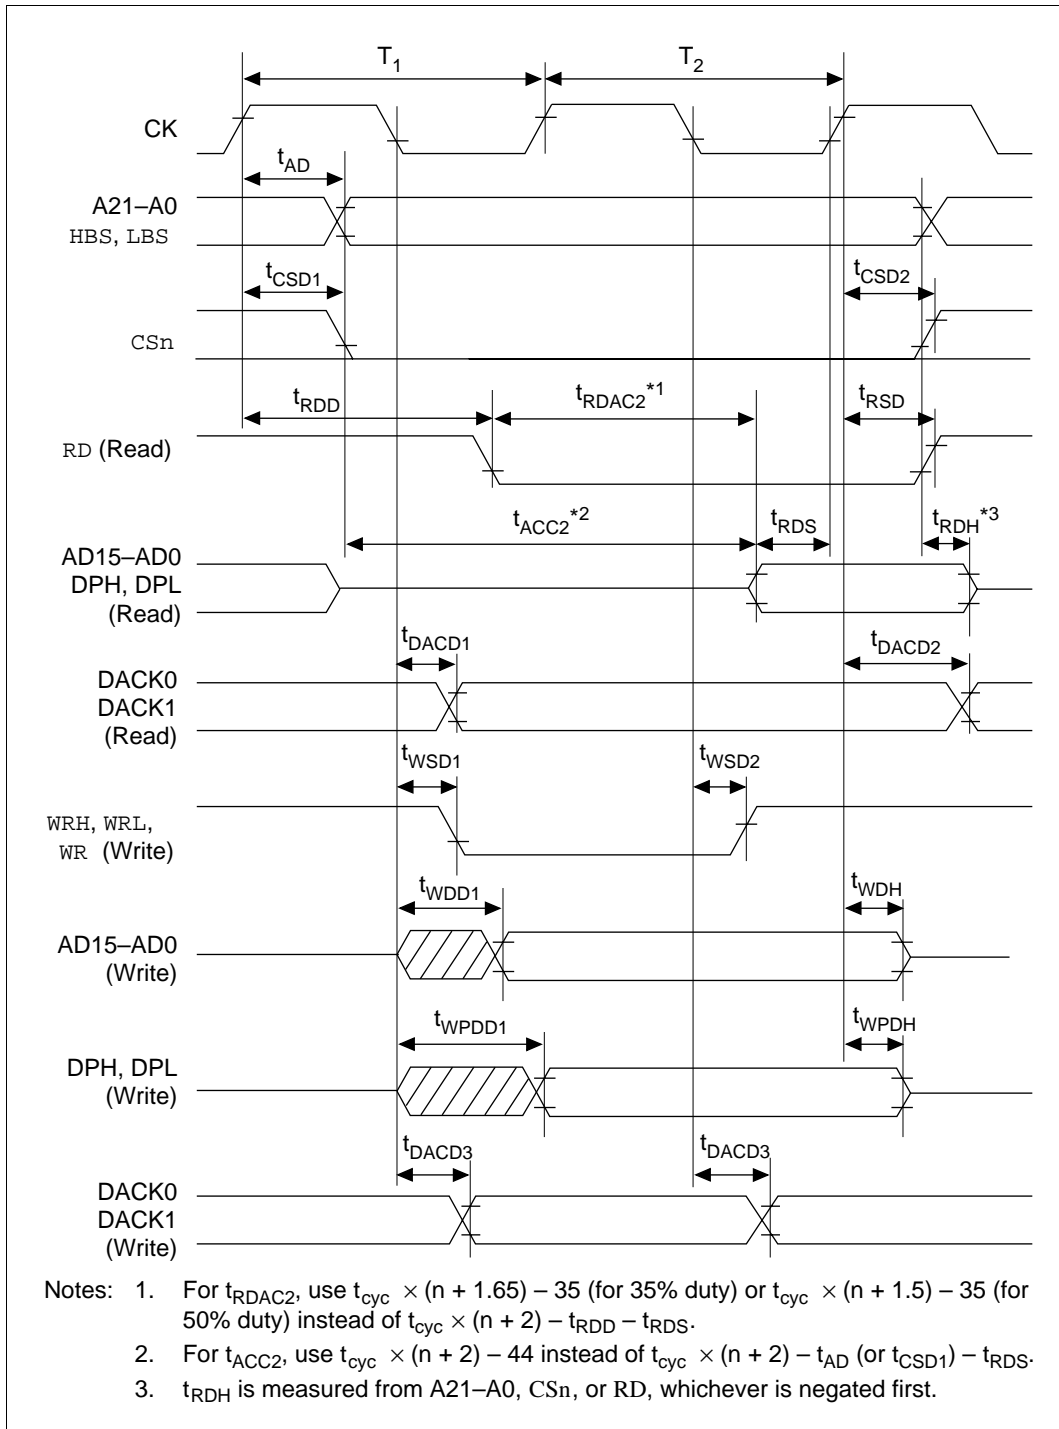 T1 T2
CK
tAD
A21–A0
HBS, LBS
tCSD1 tCSD2
CSn
tRDD tRDAC2*1 tRSD
RD (Read)
tACC2*2 tRDS tRDH*3
AD15–AD0
DPH, DPL
(Read)
tDACD1 tDACD2
DACK0
DACK1
(Read)
tWSD1 tWSD2
WRH, WRL,
WR (Write)
tWDD1 tWDH
AD15–AD0
(Write)
tWPDD1 tWPDH
DPH, DPL
(Write)
tDACD3 tDACD3
DACK0
DACK1
(Write)
Notes: 1. For tRDAC2, use tcyc × (n + 1.65) – 35 (for 35% duty) or tcyc × (n + 1.5) – 35 (for
50% duty) instead of tcyc × (n + 2) – tRDD – tRDS.
2. For tACC2, use tcyc × (n + 2) – 44 instead of tcyc × (n + 2) – tAD (or tCSD1) – tRDS.
3. tRDH is measured from A21–A0, CSn, or RD, whichever is negated first.